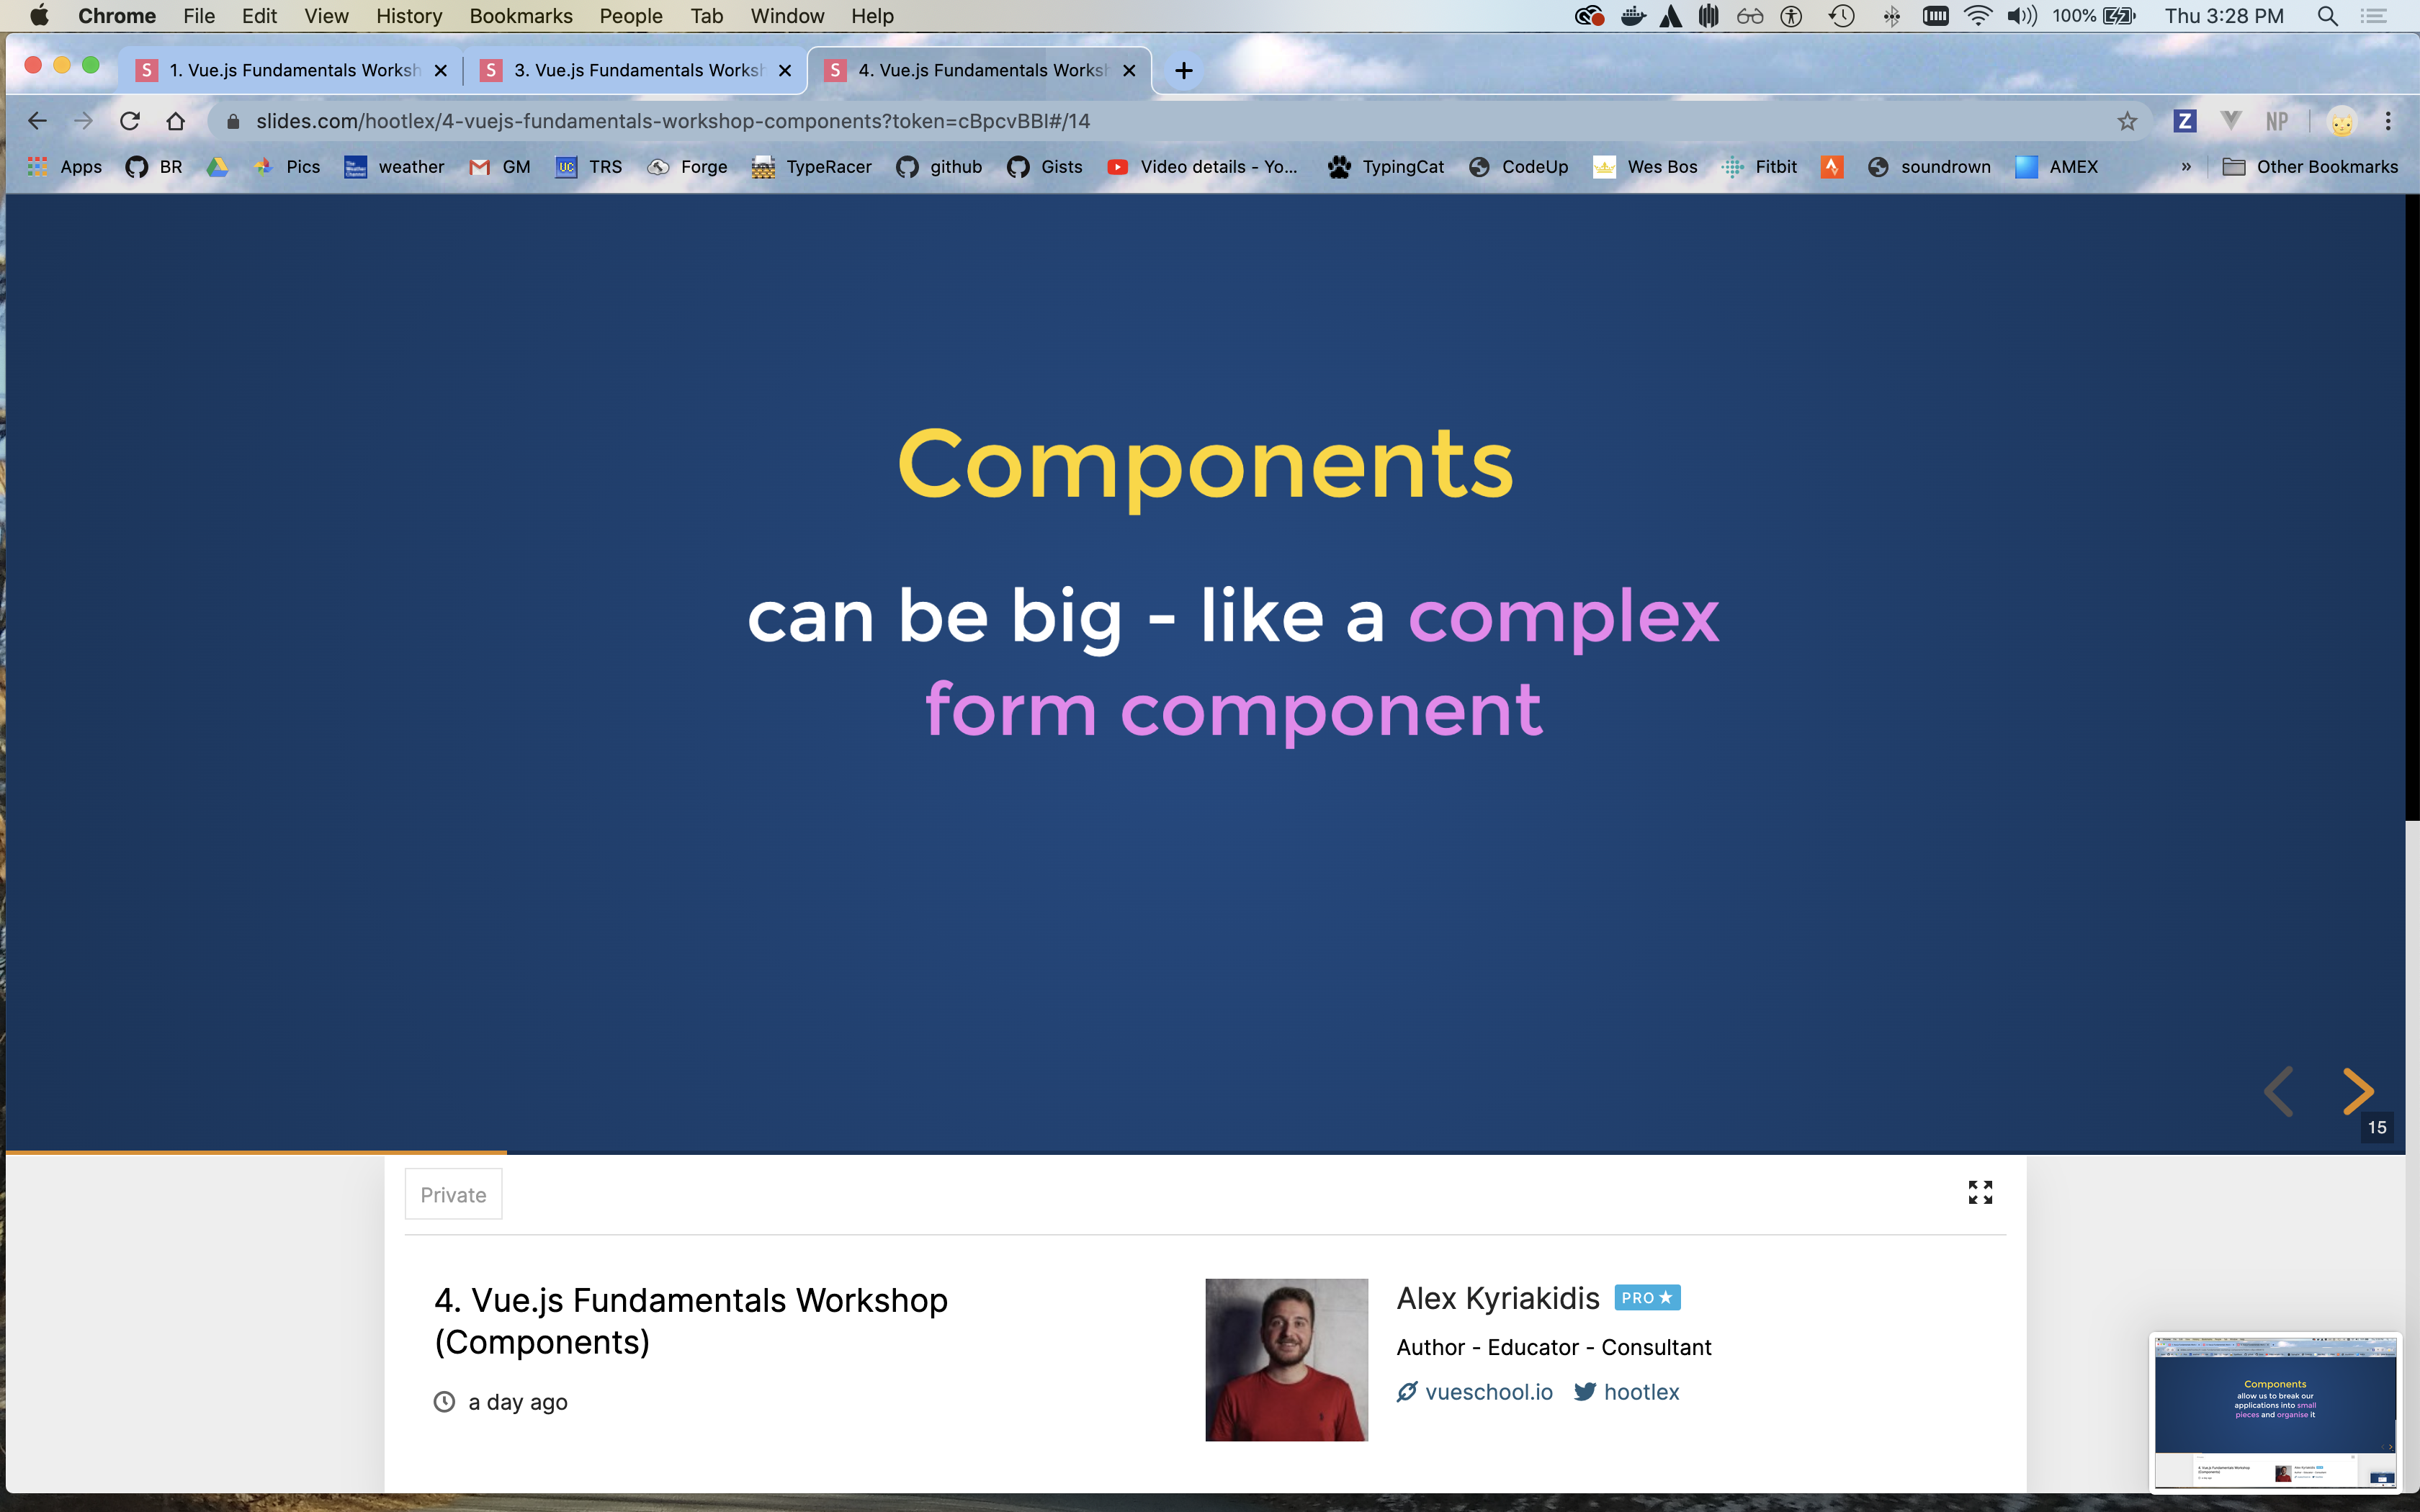 Chrome File Edit View History Bookmarks People Tab Window Help 100% Thu 3:28 PM
S 1. Vue.js Fundamentals Worksh S 3. Vue.js Fundamentals Worksh S 4. Vue.js Fundamentals Worksh
slides.com/hootlex/4-vuejs-fundamentals-workshop-components?token=cBpcvBBI#/14 Z NP
Apps BR Pics weather GM UC TRS Forge TypeRacer github Gists Video details - Yo... TypingCat CodeUp Wes Bos Fitbit soundrown AMEX » Other Bookmarks
Components
can be big - like a complex
form component
15
Private
4. Vue.js Fundamentals Workshop
(Components)
a day ago
Alex Kyriakidis PRO
Author - Educator - Consultant
vueschool.io hootlex
Components
allow us to break our
applications into small
pieces and organise it